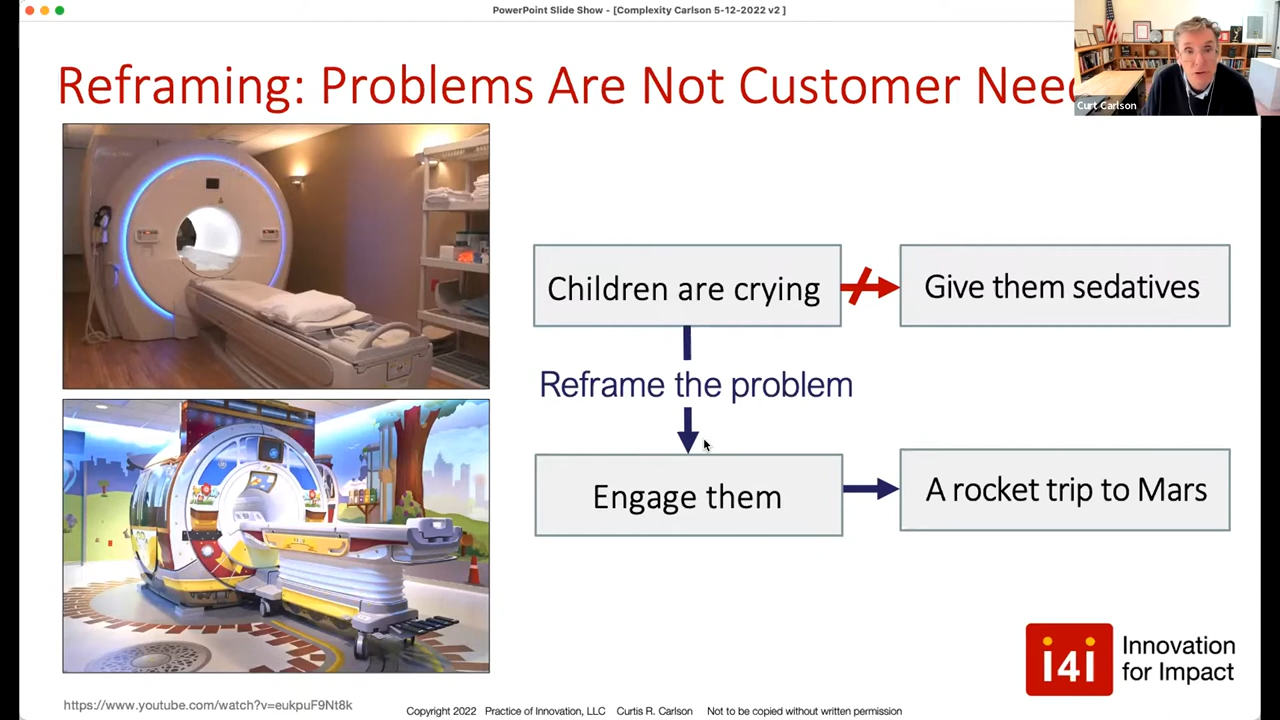 PowerPoint Slide Show - [Complexity Carlson 5-12-2022 v2 ]
Reframing: Problems Are Not Customer
Curt Carlson
Children are crying
Give them sedatives
Reframe the problem
Engage them
A rocket trip to Mars
i4i
Innovation
for Impact
https://www.youtube.com/watch?v=eukpuF9Nt8k
Copyright 2022 Practice of Innovation, LLC Curtis R. Carlson Not to be copied without written permission